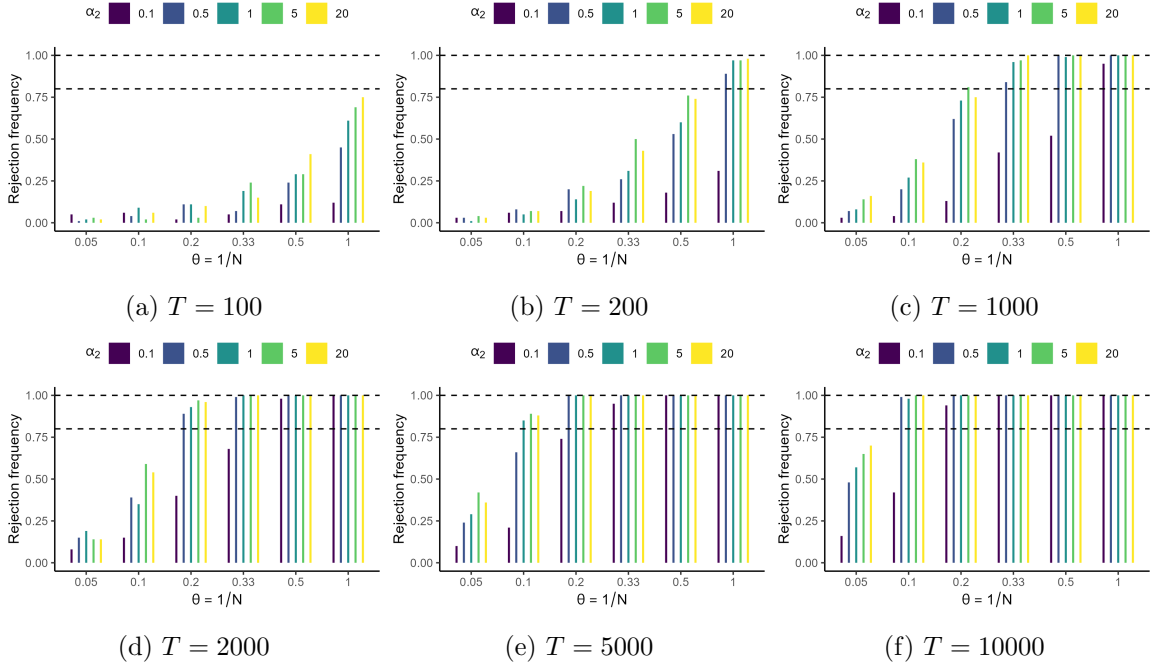 α2 0.1 0.5 1 5 20
Rejection frequency
1.00
0.75
0.50
0.25
0.00
0.05 0.1 0.2 0.33 0.5 1
θ = 1/N
(a) T = 100
α2 0.1 0.5 1 5 20
Rejection frequency
1.00
0.75
0.50
0.25
0.00
0.05 0.1 0.2 0.33 0.5 1
θ = 1/N
(b) T = 200
α2 0.1 0.5 1 5 20
Rejection frequency
1.00
0.75
0.50
0.25
0.00
0.05 0.1 0.2 0.33 0.5 1
θ = 1/N
(c) T = 1000
α2 0.1 0.5 1 5 20
Rejection frequency
1.00
0.75
0.50
0.25
0.00
0.05 0.1 0.2 0.33 0.5 1
θ = 1/N
(d) T = 2000
α2 0.1 0.5 1 5 20
Rejection frequency
1.00
0.75
0.50
0.25
0.00
0.05 0.1 0.2 0.33 0.5 1
θ = 1/N
(e) T = 5000
α2 0.1 0.5 1 5 20
Rejection frequency
1.00
0.75
0.50
0.25
0.00
0.05 0.1 0.2 0.33 0.5 1
θ = 1/N
(f) T = 10000